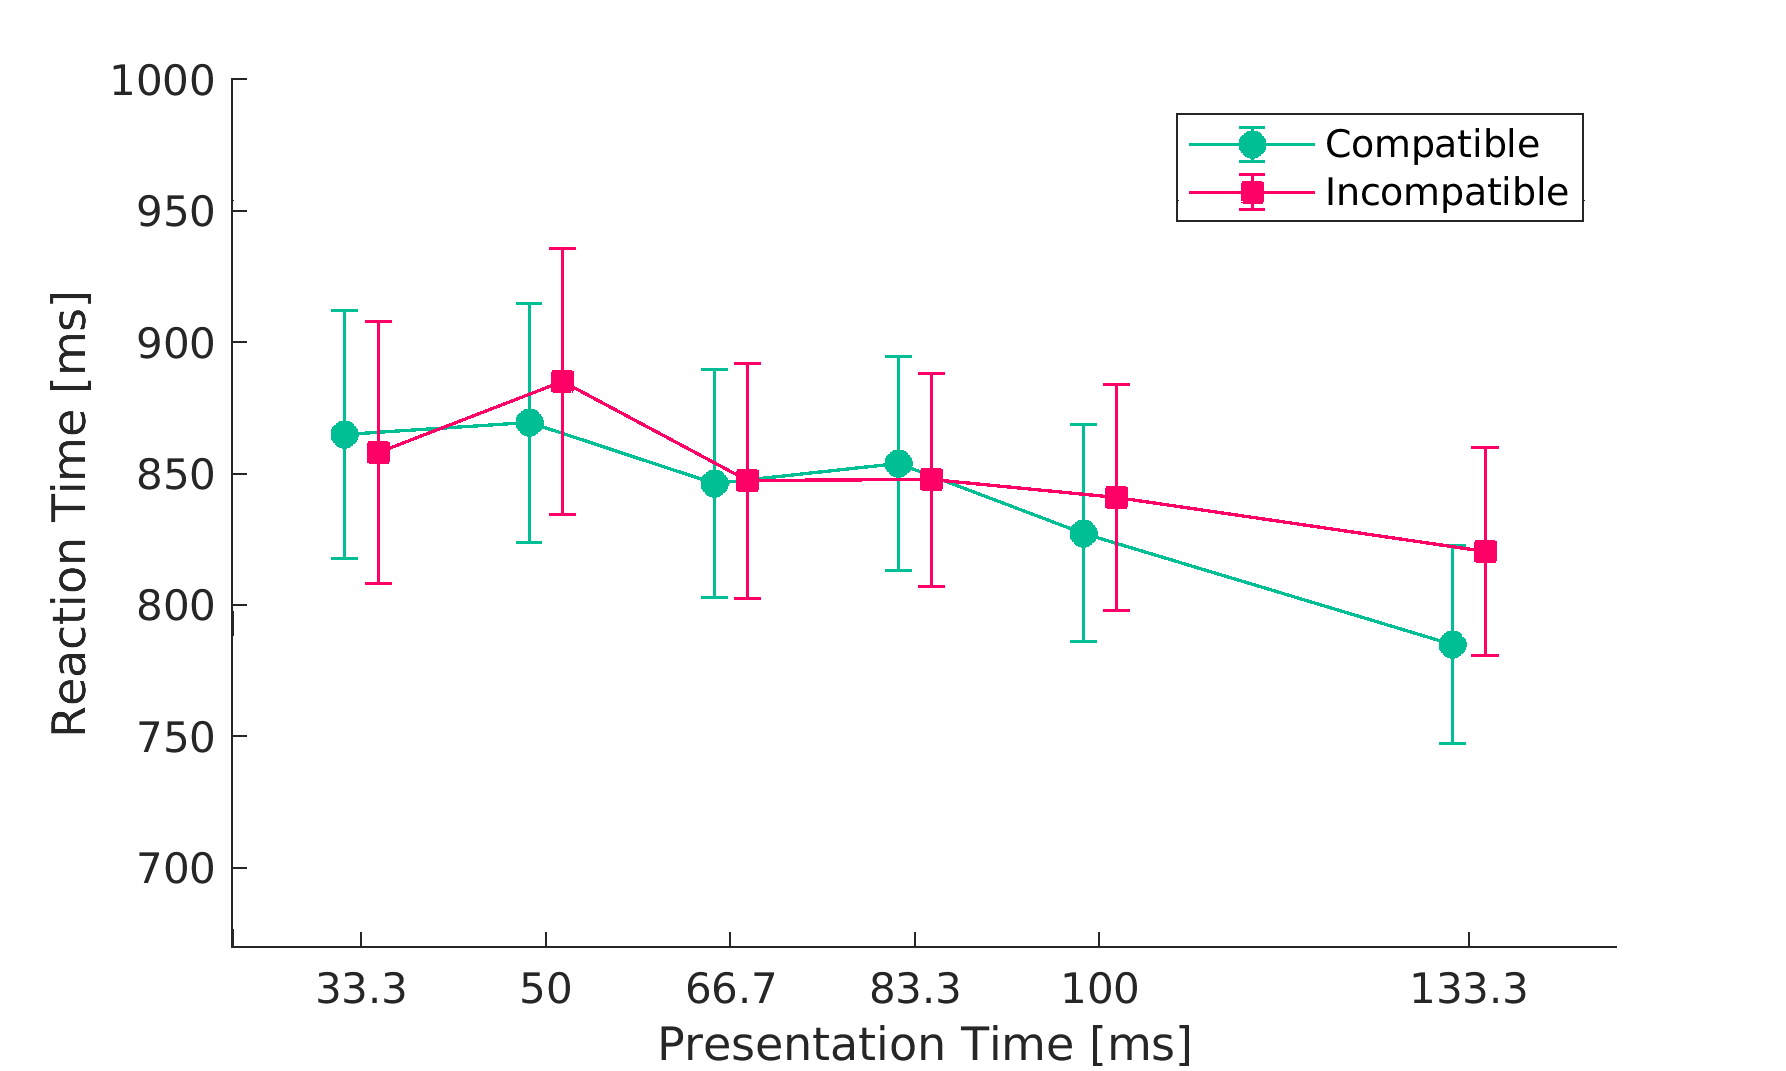 1000
950
900
850
800
750
700
Reaction Time [ms]
Compatible
Incompatible
33.3 50 66.7 83.3 100 133.3
Presentation Time [ms]